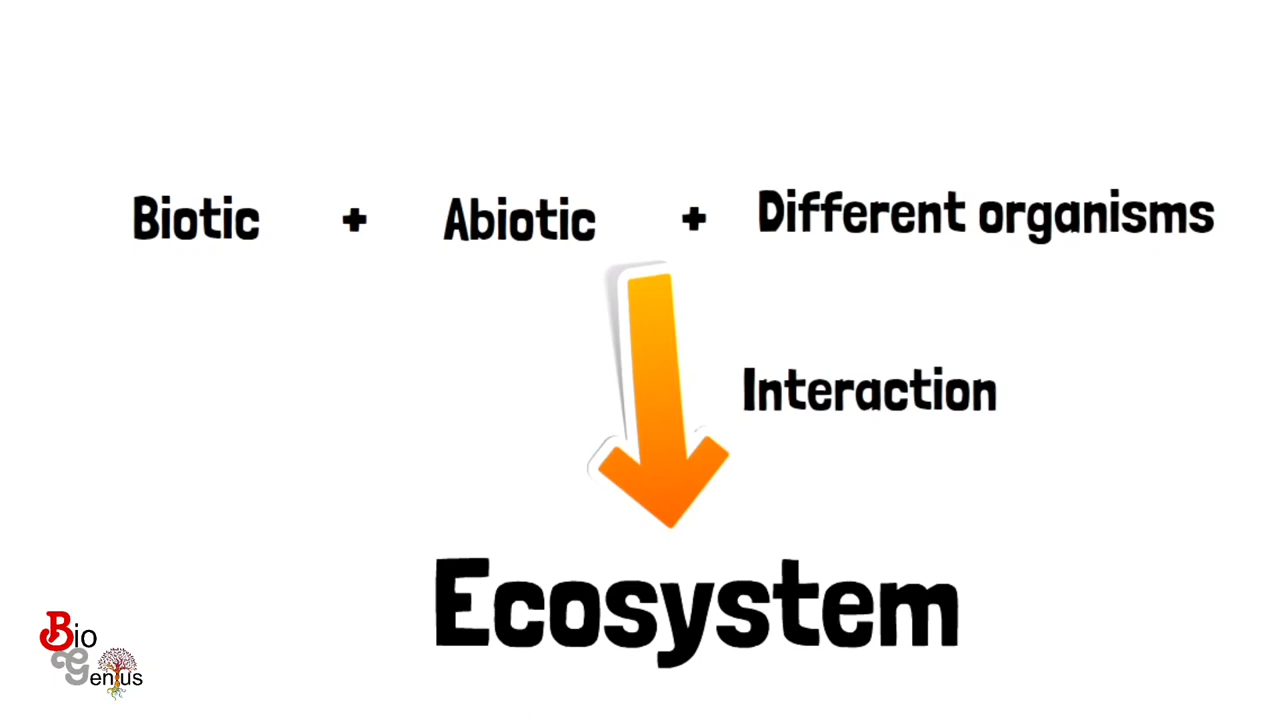 Biotic + Abiotic + Different organisms
Interaction
Ecosystem
Bio
Genius